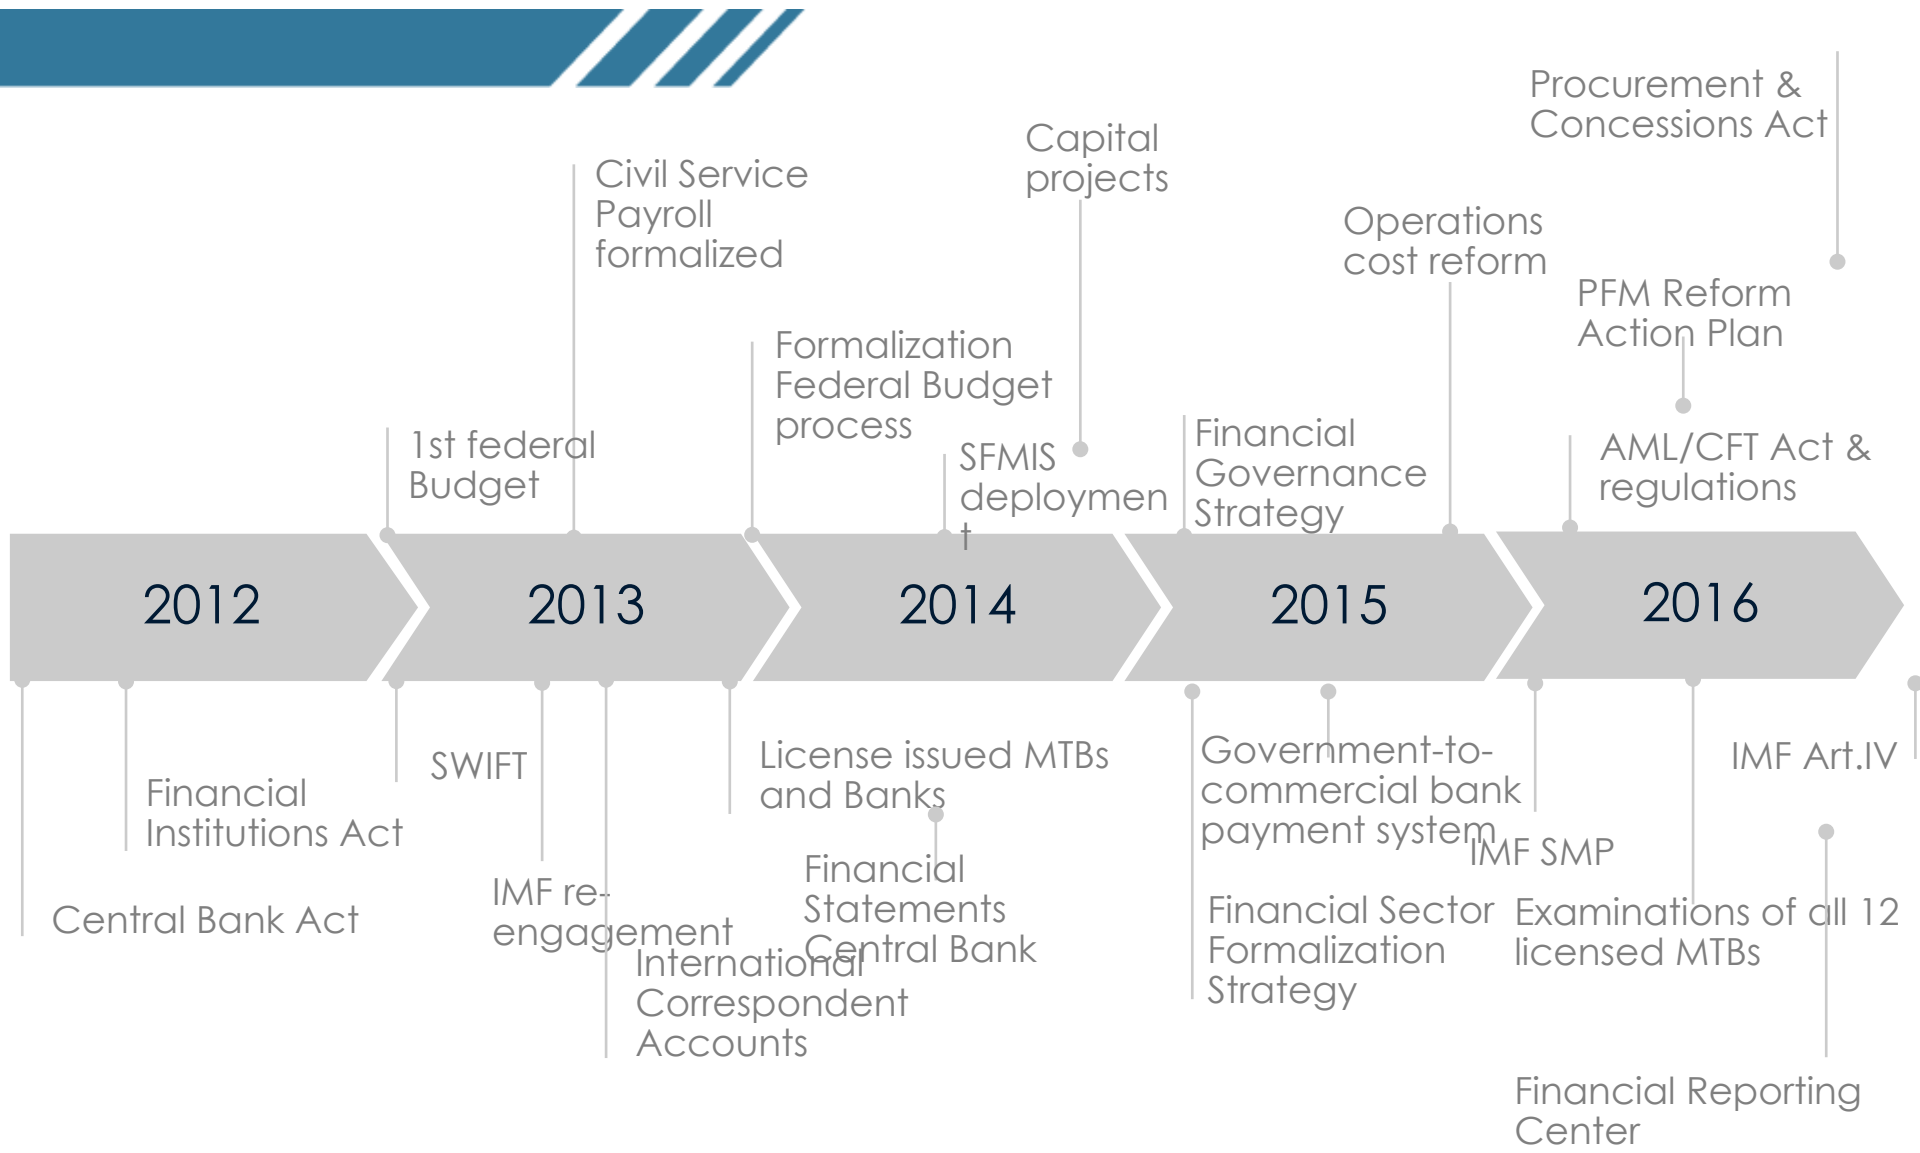 Procurement &
Concessions Act
Capital
projects
Civil Service
Payroll
formalized
Operations
cost reform
PFM Reform
Action Plan
Formalization
Federal Budget
process
1st federal
Budget
SFMIS
deploymen
t
Financial
Governance
Strategy
AML/CFT Act &
regulations
2012
2013
2014
2015
2016
Financial
Institutions Act
Central Bank Act
SWIFT
IMF re-
engagement
International
Correspondent
Accounts
License issued MTBs
and Banks
Financial
Statements
Central Bank
Government-to-
commercial bank
payment system
Financial Sector
Formalization
Strategy
IMF SMP
IMF Art.IV
Examinations of all 12
licensed MTBs
Financial Reporting
Center